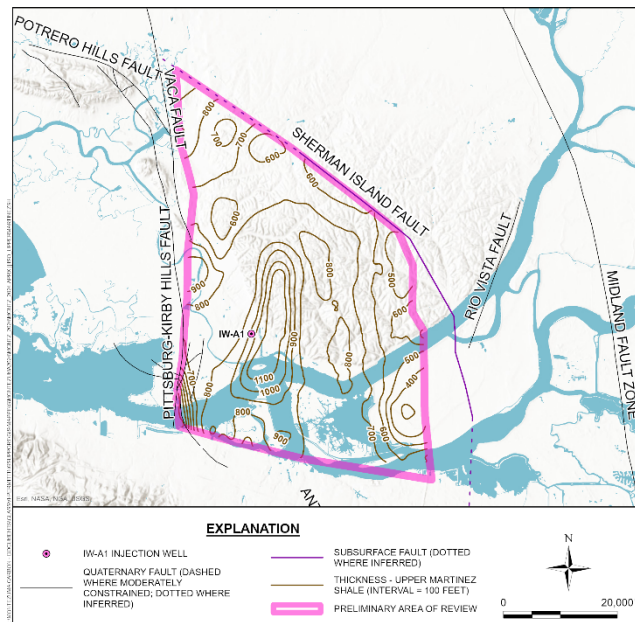 POTRERO HILLS FAULT
VACA FAULT
SHERMAN ISLAND FAULT
PITTSBURG-KIRBY HILLS FAULT
RIO VISTA FAULT
MIDLAND FAULT ZONE
800
700
700
600
600
600
800
500
900
800
600
IW-A1
900
800
500
700
1100
400
800
1000
800
700
600
900
ANT
Esri, NASA, NGA, USGS
EXPLANATION
IW-A1 INJECTION WELL
QUATERNARY FAULT (DASHED
WHERE MODERATELY
CONSTRAINED; DOTTED WHERE
INFERRED)
SUBSURFACE FAULT (DOTTED
WHERE INFERRED)
THICKNESS - UPPER MARTINEZ
SHALE (INTERVAL = 100 FEET)
PRELIMINARY AREA OF REVIEW
N
0 20,000